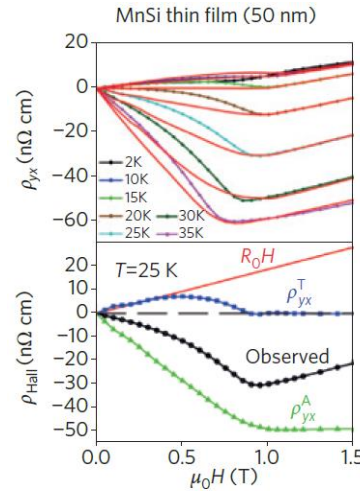 MnSi thin film (50 nm)
20
0
-20
-40
-60
ρyx (nΩ cm)
2K
10K
15K
20K 30K
25K 35K
20
10
0
-10
-20
-30
-40
-50
ρHall (nΩ cm)
T=25 K
R₀H
ρyxᵀ
Observed
ρyxᴬ
0.0 0.5 1.0 1.5
μ₀H (T)